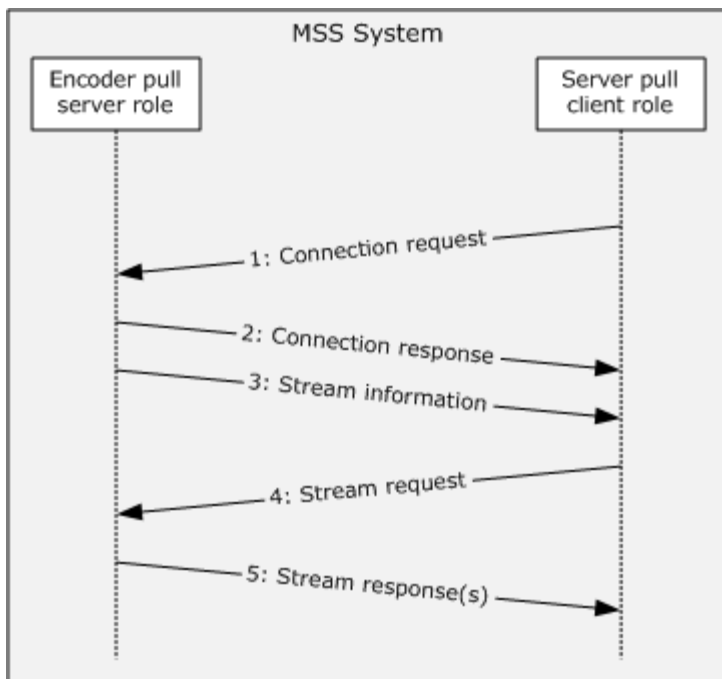 MSS System
Encoder pull
server role
Server pull
client role
1: Connection request
2: Connection response
3: Stream information
4: Stream request
5: Stream response(s)